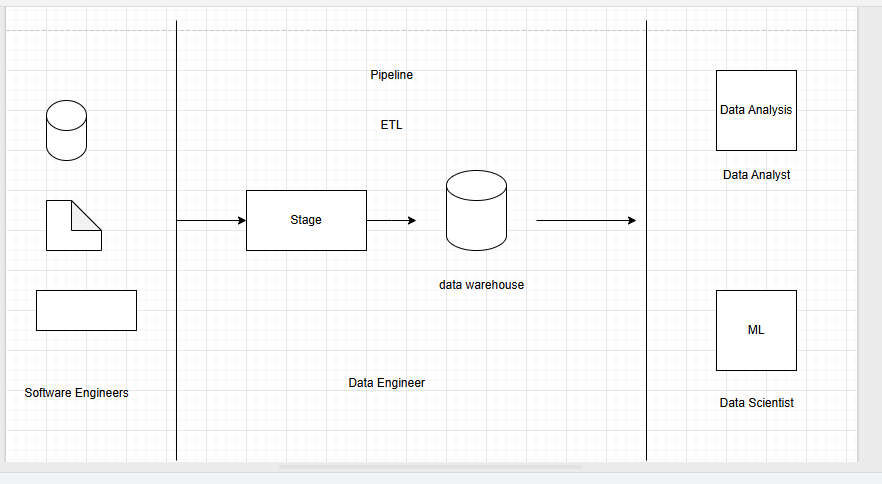 Pipeline
ETL
Stage
data warehouse
Software Engineers
Data Engineer
Data Analysis
Data Analyst
ML
Data Scientist